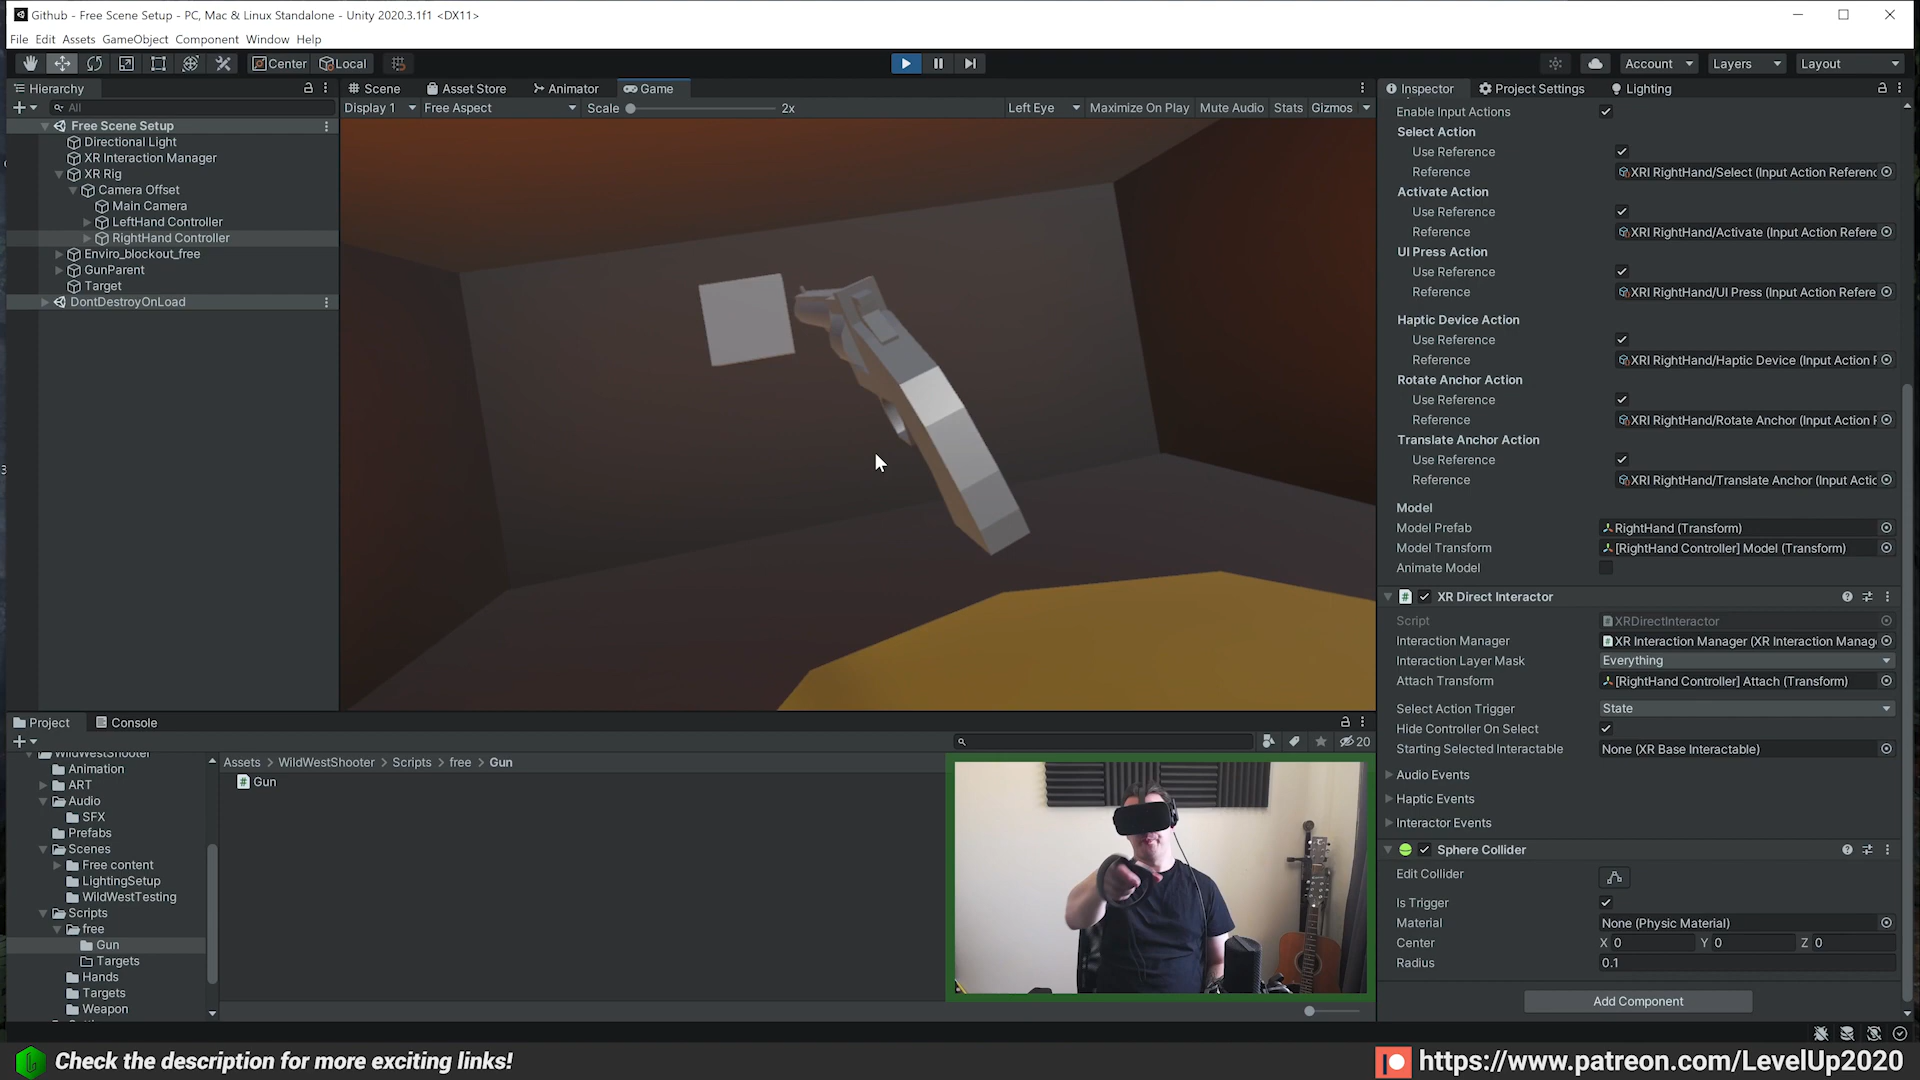 Github - Free Scene Setup - PC, Mac & Linux Standalone - Unity 2020.3.1f1 <DX11>
File Edit Assets GameObject Component Window Help
Center Local Account Layers Layout
Hierarchy
All
Free Scene Setup
Directional Light
XR Interaction Manager
XR Rig
Camera Offset
Main Camera
LeftHand Controller
RightHand Controller
Enviro_blockout_free
GunParent
Target
DontDestroyOnLoad
Scene Asset Store Animator Game
Display 1 Free Aspect Scale 2x Left Eye Maximize On Play Mute Audio Stats Gizmos
Inspector Project Settings Lighting
Enable Input Actions
Select Action
Use Reference
Reference XRI RightHand/Select (Input Action Referenc
Activate Action
Use Reference
Reference XRI RightHand/Activate (Input Action Refere
UI Press Action
Use Reference
Reference XRI RightHand/UI Press (Input Action Refere
Haptic Device Action
Use Reference
Reference XRI RightHand/Haptic Device (Input Action F
Rotate Anchor Action
Use Reference
Reference XRI RightHand/Rotate Anchor (Input Action F
Translate Anchor Action
Use Reference
Reference XRI RightHand/Translate Anchor (Input Actic
Model
Model Prefab RightHand (Transform)
Model Transform [RightHand Controller] Model (Transform)
Animate Model
XR Direct Interactor
Script XRDirectInteractor
Interaction Manager XR Interaction Manager (XR Interaction Manag
Interaction Layer Mask Everything
Attach Transform [RightHand Controller] Attach (Transform)
Select Action Trigger State
Hide Controller On Select
Starting Selected Interactable None (XR Base Interactable)
Audio Events
Haptic Events
Interactor Events
Sphere Collider
Edit Collider
Is Trigger
Material None (Physic Material)
Center X 0 Y 0 Z 0
Radius 0.1
Add Component
Project Console
20
WildWestShooter
Animation
ART
Audio
SFX
Prefabs
Scenes
Free content
LightingSetup
WildWestTesting
Scripts
free
Gun
Targets
Hands
Targets
Weapon
Assets > WildWestShooter > Scripts > free > Gun
Gun
Check the description for more exciting links!
https://www.patreon.com/LevelUp2020